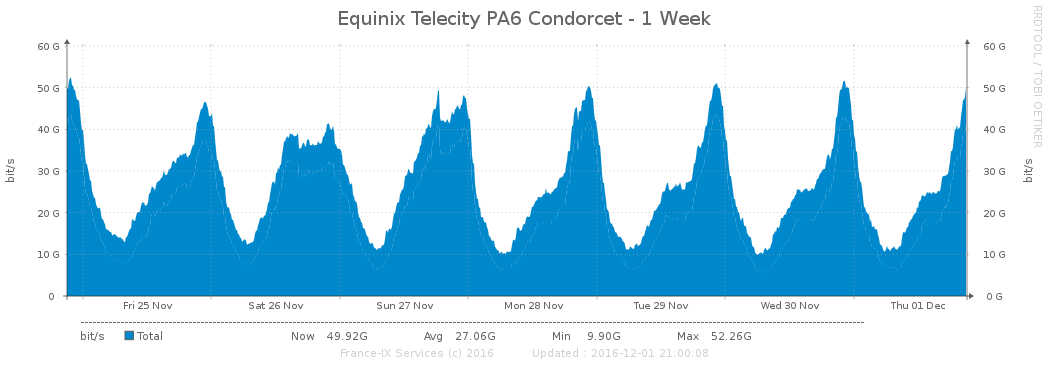 Equinix Telecity PA6 Condorcet - 1 Week
RRDTOOL / TOBI OETIKER
60 G 60 G
50 G 50 G
40 G 40 G
30 G 30 G
20 G 20 G
10 G 10 G
0 0 G
bit/s
bit/s
Fri 25 Nov Sat 26 Nov Sun 27 Nov Mon 28 Nov Tue 29 Nov Wed 30 Nov Thu 01 Dec
bit/s Total Now 49.92G Avg 27.06G Min 9.90G Max 52.26G
France-IX Services (c) 2016 Updated : 2016-12-01 21:00:08